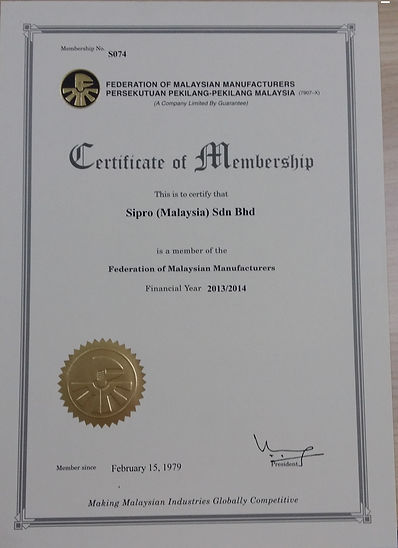 Membership No. S074
FEDERATION OF MALAYSIAN MANUFACTURERS
PERSEKUTUAN PEKILANG-PEKILANG MALAYSIA (7907-X)
(A Company Limited By Guarantee)
Certificate of Membership
This is to certify that
Sipro (Malaysia) Sdn Bhd
is a member of the
Federation of Malaysian Manufacturers
Financial Year 2013/2014
President
Member since February 15, 1979
Making Malaysian Industries Globally Competitive